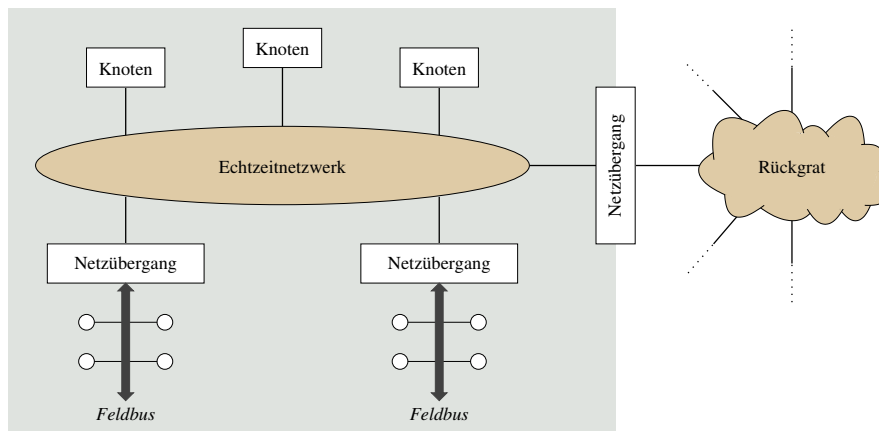 Knoten
Knoten
Knoten
Echtzeitnetzwerk
Netzübergang
Rückgrat
Netzübergang
Netzübergang
Feldbus
Feldbus